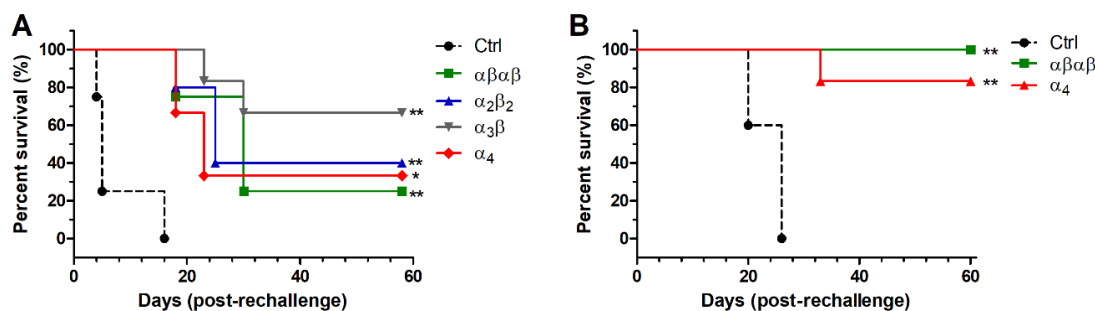 A
Percent survival (%)
100
80
60
40
20
0
0 20 40 60
Days (post-rechallenge)
Ctrl
αβαβ
α2β2
α3β
α4
**
**
*
**
B
Percent survival (%)
100
80
60
40
20
0
0 20 40 60
Days (post-rechallenge)
Ctrl
αβαβ
α4
**
**